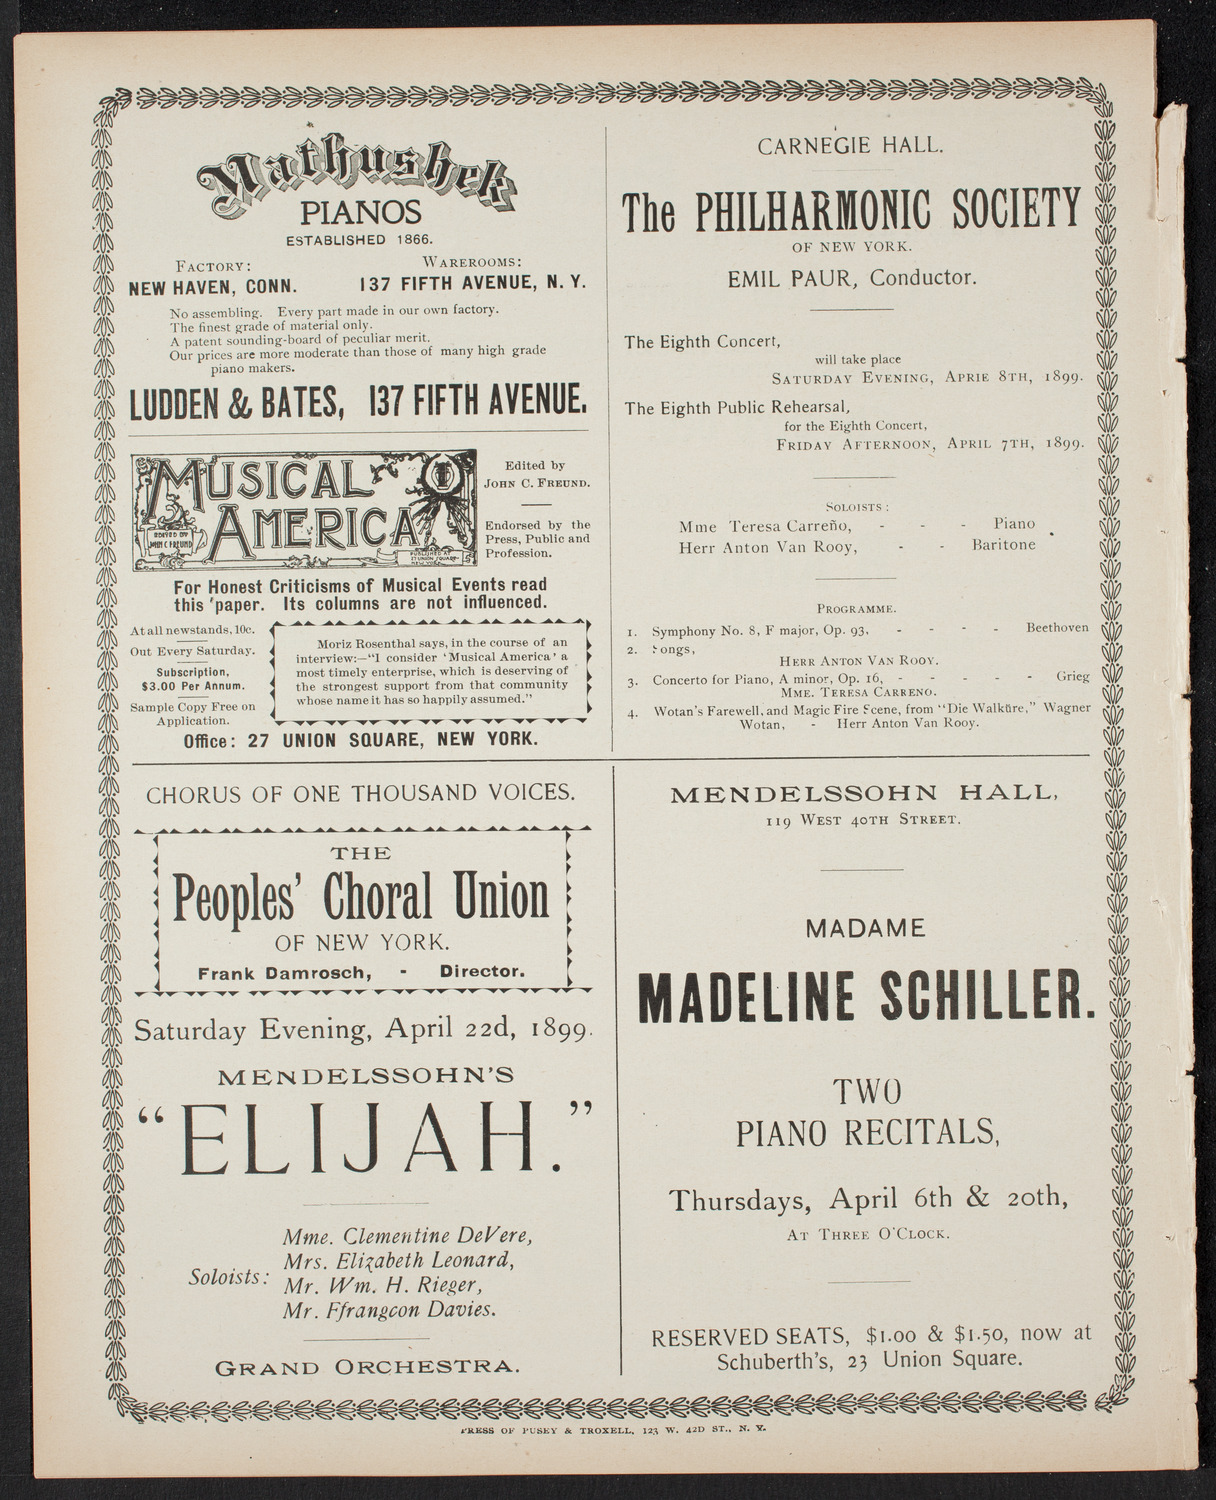 Mathushek
PIANOS
ESTABLISHED 1866.
FACTORY:
NEW HAVEN, CONN.
WAREROOMS:
137 FIFTH AVENUE, N. Y.
No assembling. Every part made in our own factory.
The finest grade of material only.
A patent sounding-board of peculiar merit.
Our prices are more moderate than those of many high grade
piano makers.
LUDDEN & BATES, 137 FIFTH AVENUE.
MUSICAL
AMERICA
EDITED BY
JOHN C FREUND
PUBLISHED AT
27 UNION SQUARE
NEW YORK
Edited by
JOHN C. FREUND.
Endorsed by the
Press, Public and
Profession.
For Honest Criticisms of Musical Events read
this paper. Its columns are not influenced.
At all newstands, 10c.
Out Every Saturday.
Subscription,
$3.00 Per Annum.
Sample Copy Free on
Application.
Moriz Rosenthal says, in the course of an
interview:—"I consider 'Musical America' a
most timely enterprise, which is deserving of
the strongest support from that community
whose name it has so happily assumed."
Office: 27 UNION SQUARE, NEW YORK.
CARNEGIE HALL.
The PHILHARMONIC SOCIETY
OF NEW YORK.
EMIL PAUR, Conductor.
The Eighth Concert,
will take place
SATURDAY EVENING, APRIE 8TH, 1899.
The Eighth Public Rehearsal,
for the Eighth Concert,
FRIDAY AFTERNOON, APRIL 7TH, 1899.
SOLOISTS:
Mme Teresa Carreño, - - - Piano
Herr Anton Van Rooy, - - Baritone
PROGRAMME.
1. Symphony No. 8, F major, Op. 93, - - - - Beethoven
2. Songs,
HERR ANTON VAN ROOY.
3. Concerto for Piano, A minor, Op. 16, - - - - - Grieg
MME. TERESA CARRENO.
4. Wotan's Farewell, and Magic Fire Scene, from "Die Walküre," Wagner
Wotan, - Herr Anton Van Rooy.
CHORUS OF ONE THOUSAND VOICES.
THE
Peoples' Choral Union
OF NEW YORK.
Frank Damrosch, - Director.
Saturday Evening, April 22d, 1899.
MENDELSSOHN'S
"ELIJAH."
Soloists:
Mme. Clementine DeVere,
Mrs. Elizabeth Leonard,
Mr. Wm. H. Rieger,
Mr. Ffrangcon Davies.
GRAND ORCHESTRA.
MENDELSSOHN HALL,
119 WEST 40TH STREET.
MADAME
MADELINE SCHILLER.
TWO
PIANO RECITALS,
Thursdays, April 6th & 20th,
AT THREE O'CLOCK.
RESERVED SEATS, $1.00 & $1.50, now at
Schuberth's, 23 Union Square.
PRESS OF PUSEY & TROXELL, 123 W. 42D ST., N. Y.